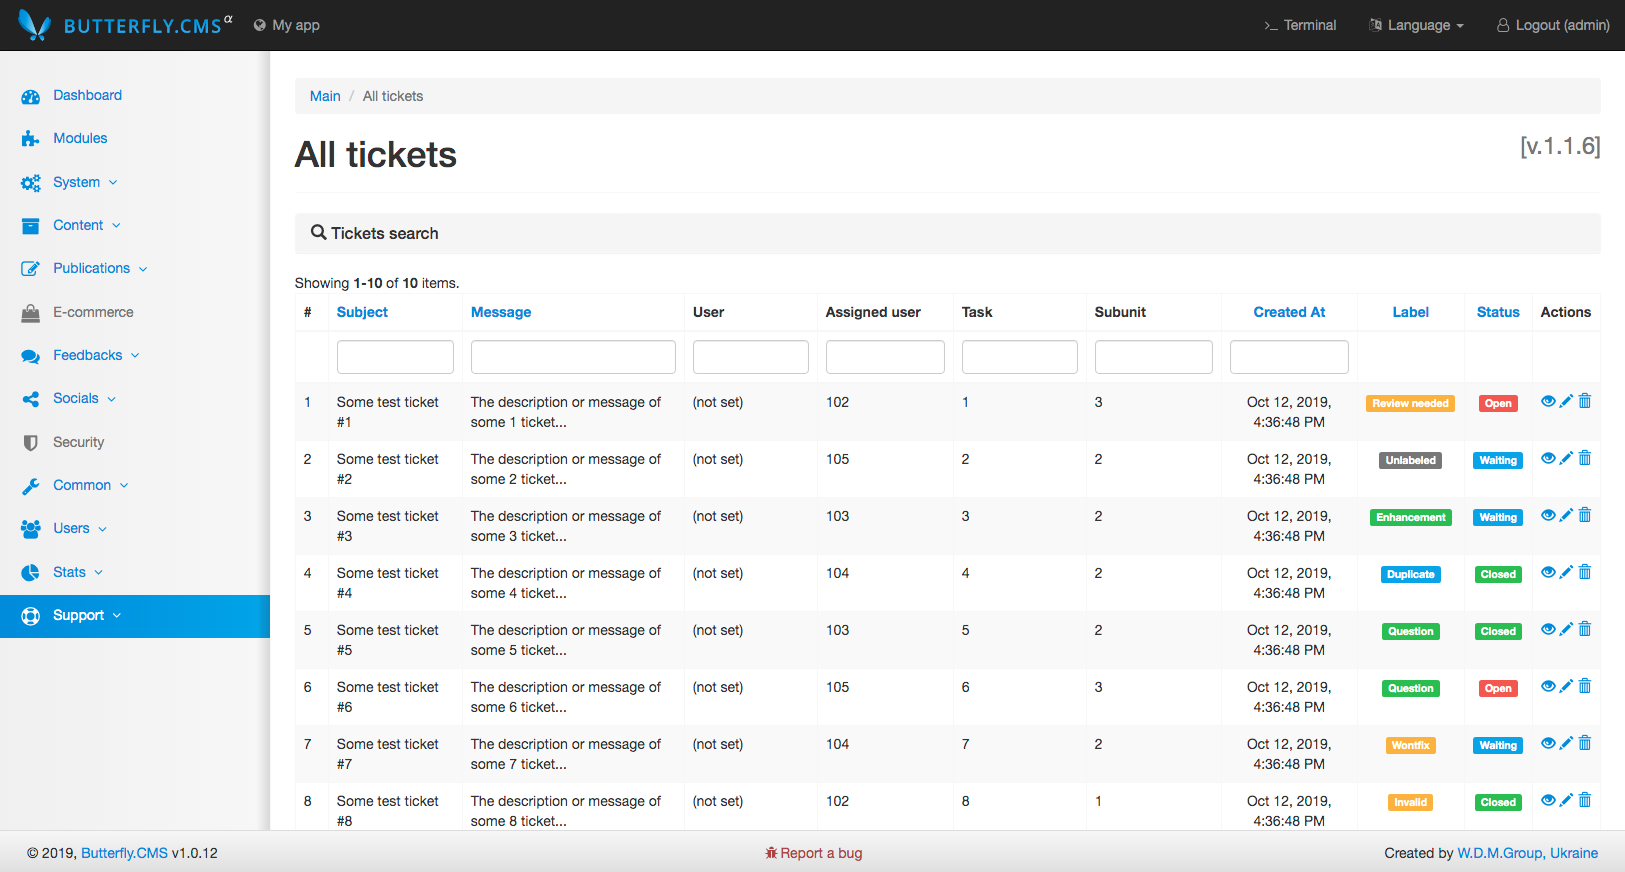 BUTTERFLY.CMS α My app Terminal Language Logout (admin)
Dashboard
Modules
System
Content
Publications
E-commerce
Feedbacks
Socials
Security
Common
Users
Stats
Support
Main / All tickets
All tickets [v.1.1.6]
Tickets search
Showing 1-10 of 10 items.
# Subject Message User Assigned user Task Subunit Created At Label Status Actions
1 Some test ticket The description or message of (not set) 102 1 3 Oct 12, 2019, Review needed Open
#1 some 1 ticket... 4:36:48 PM
2 Some test ticket The description or message of (not set) 105 2 2 Oct 12, 2019, Unlabeled Waiting
#2 some 2 ticket... 4:36:48 PM
3 Some test ticket The description or message of (not set) 103 3 2 Oct 12, 2019, Enhancement Waiting
#3 some 3 ticket... 4:36:48 PM
4 Some test ticket The description or message of (not set) 104 4 2 Oct 12, 2019, Duplicate Closed
#4 some 4 ticket... 4:36:48 PM
5 Some test ticket The description or message of (not set) 103 5 2 Oct 12, 2019, Question Closed
#5 some 5 ticket... 4:36:48 PM
6 Some test ticket The description or message of (not set) 105 6 3 Oct 12, 2019, Question Open
#6 some 6 ticket... 4:36:48 PM
7 Some test ticket The description or message of (not set) 104 7 2 Oct 12, 2019, Wontfix Waiting
#7 some 7 ticket... 4:36:48 PM
8 Some test ticket The description or message of (not set) 102 8 1 Oct 12, 2019, Invalid Closed
#8 some 8 ticket... 4:36:48 PM
© 2019, Butterfly.CMS v1.0.12 Report a bug Created by W.D.M.Group, Ukraine